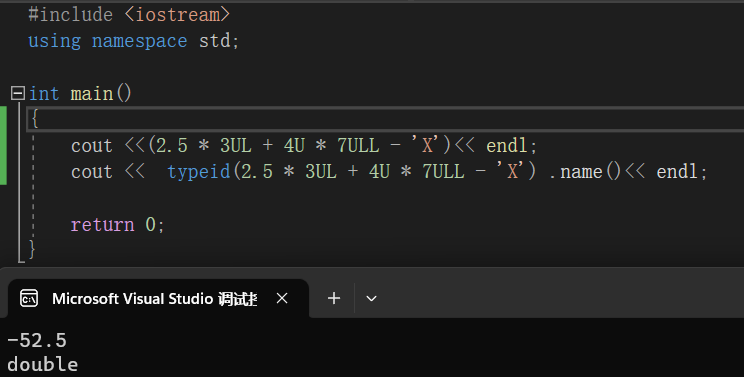 #include <iostream>
using namespace std;
int main()
{
cout <<(2.5 * 3UL + 4U * 7ULL - 'X')<< endl;
cout <<  typeid(2.5 * 3UL + 4U * 7ULL - 'X') .name()<< endl;
return 0;
}
Microsoft Visual Studio 调试
-52.5
double